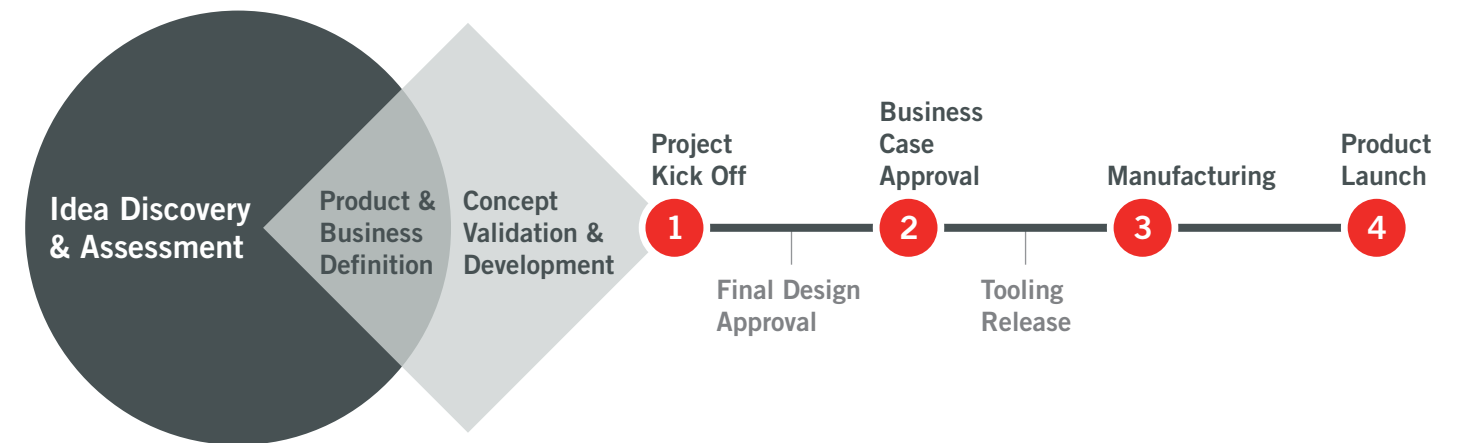 Idea Discovery
& Assessment
Product &
Business
Definition
Concept
Validation &
Development
Project
Kick Off
1
Final Design
Approval
Business
Case
Approval
2
Tooling
Release
Manufacturing
3
Product
Launch
4